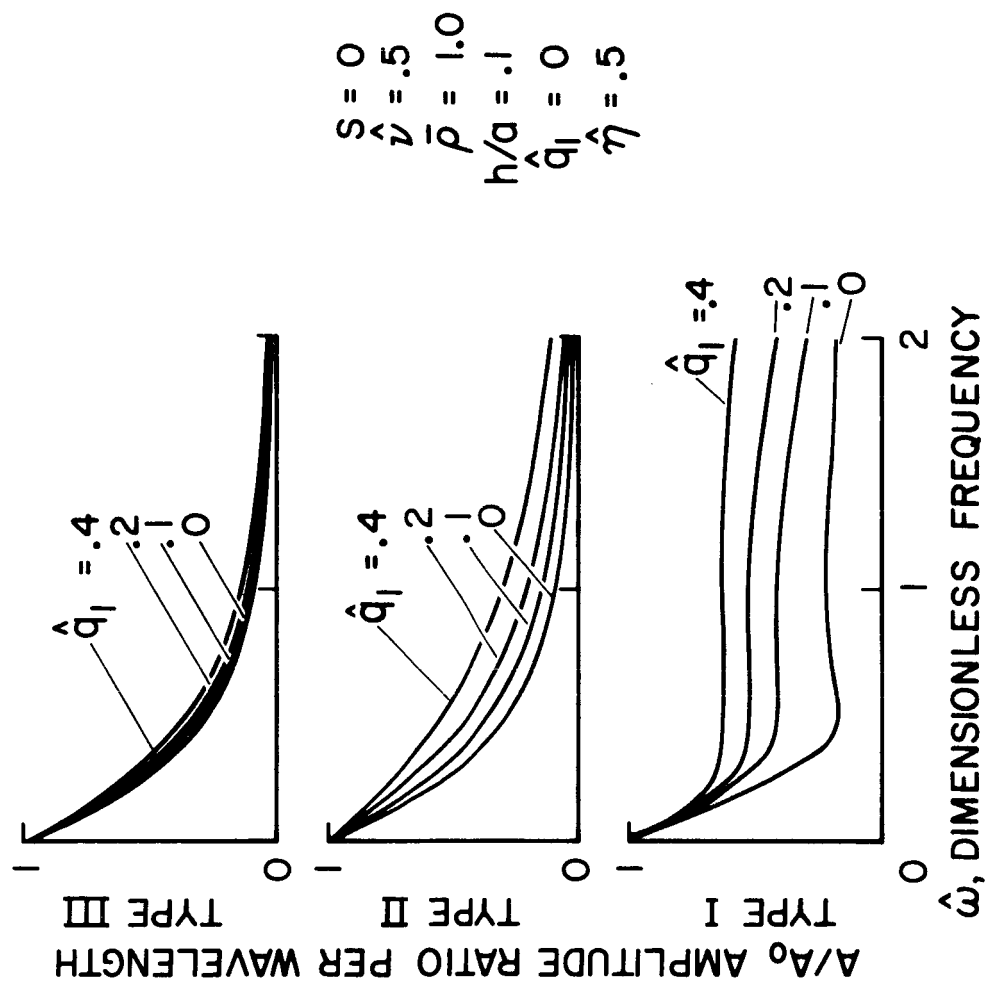 A/A₀ AMPLITUDE RATIO PER WAVELENGTH
TYPE III
1
0
q̂₁ = .4
.2
.1
0
TYPE II
1
0
q̂₁ = .4
.2
.1
0
TYPE I
1
0
q̂₁ = .4
.2
.1
0
1
2
ω̂, DIMENSIONLESS FREQUENCY
S = 0
ν̂ = .5
ρ̄ = 1.0
h/a = .1
q̂₁ = 0
η̂ = .5